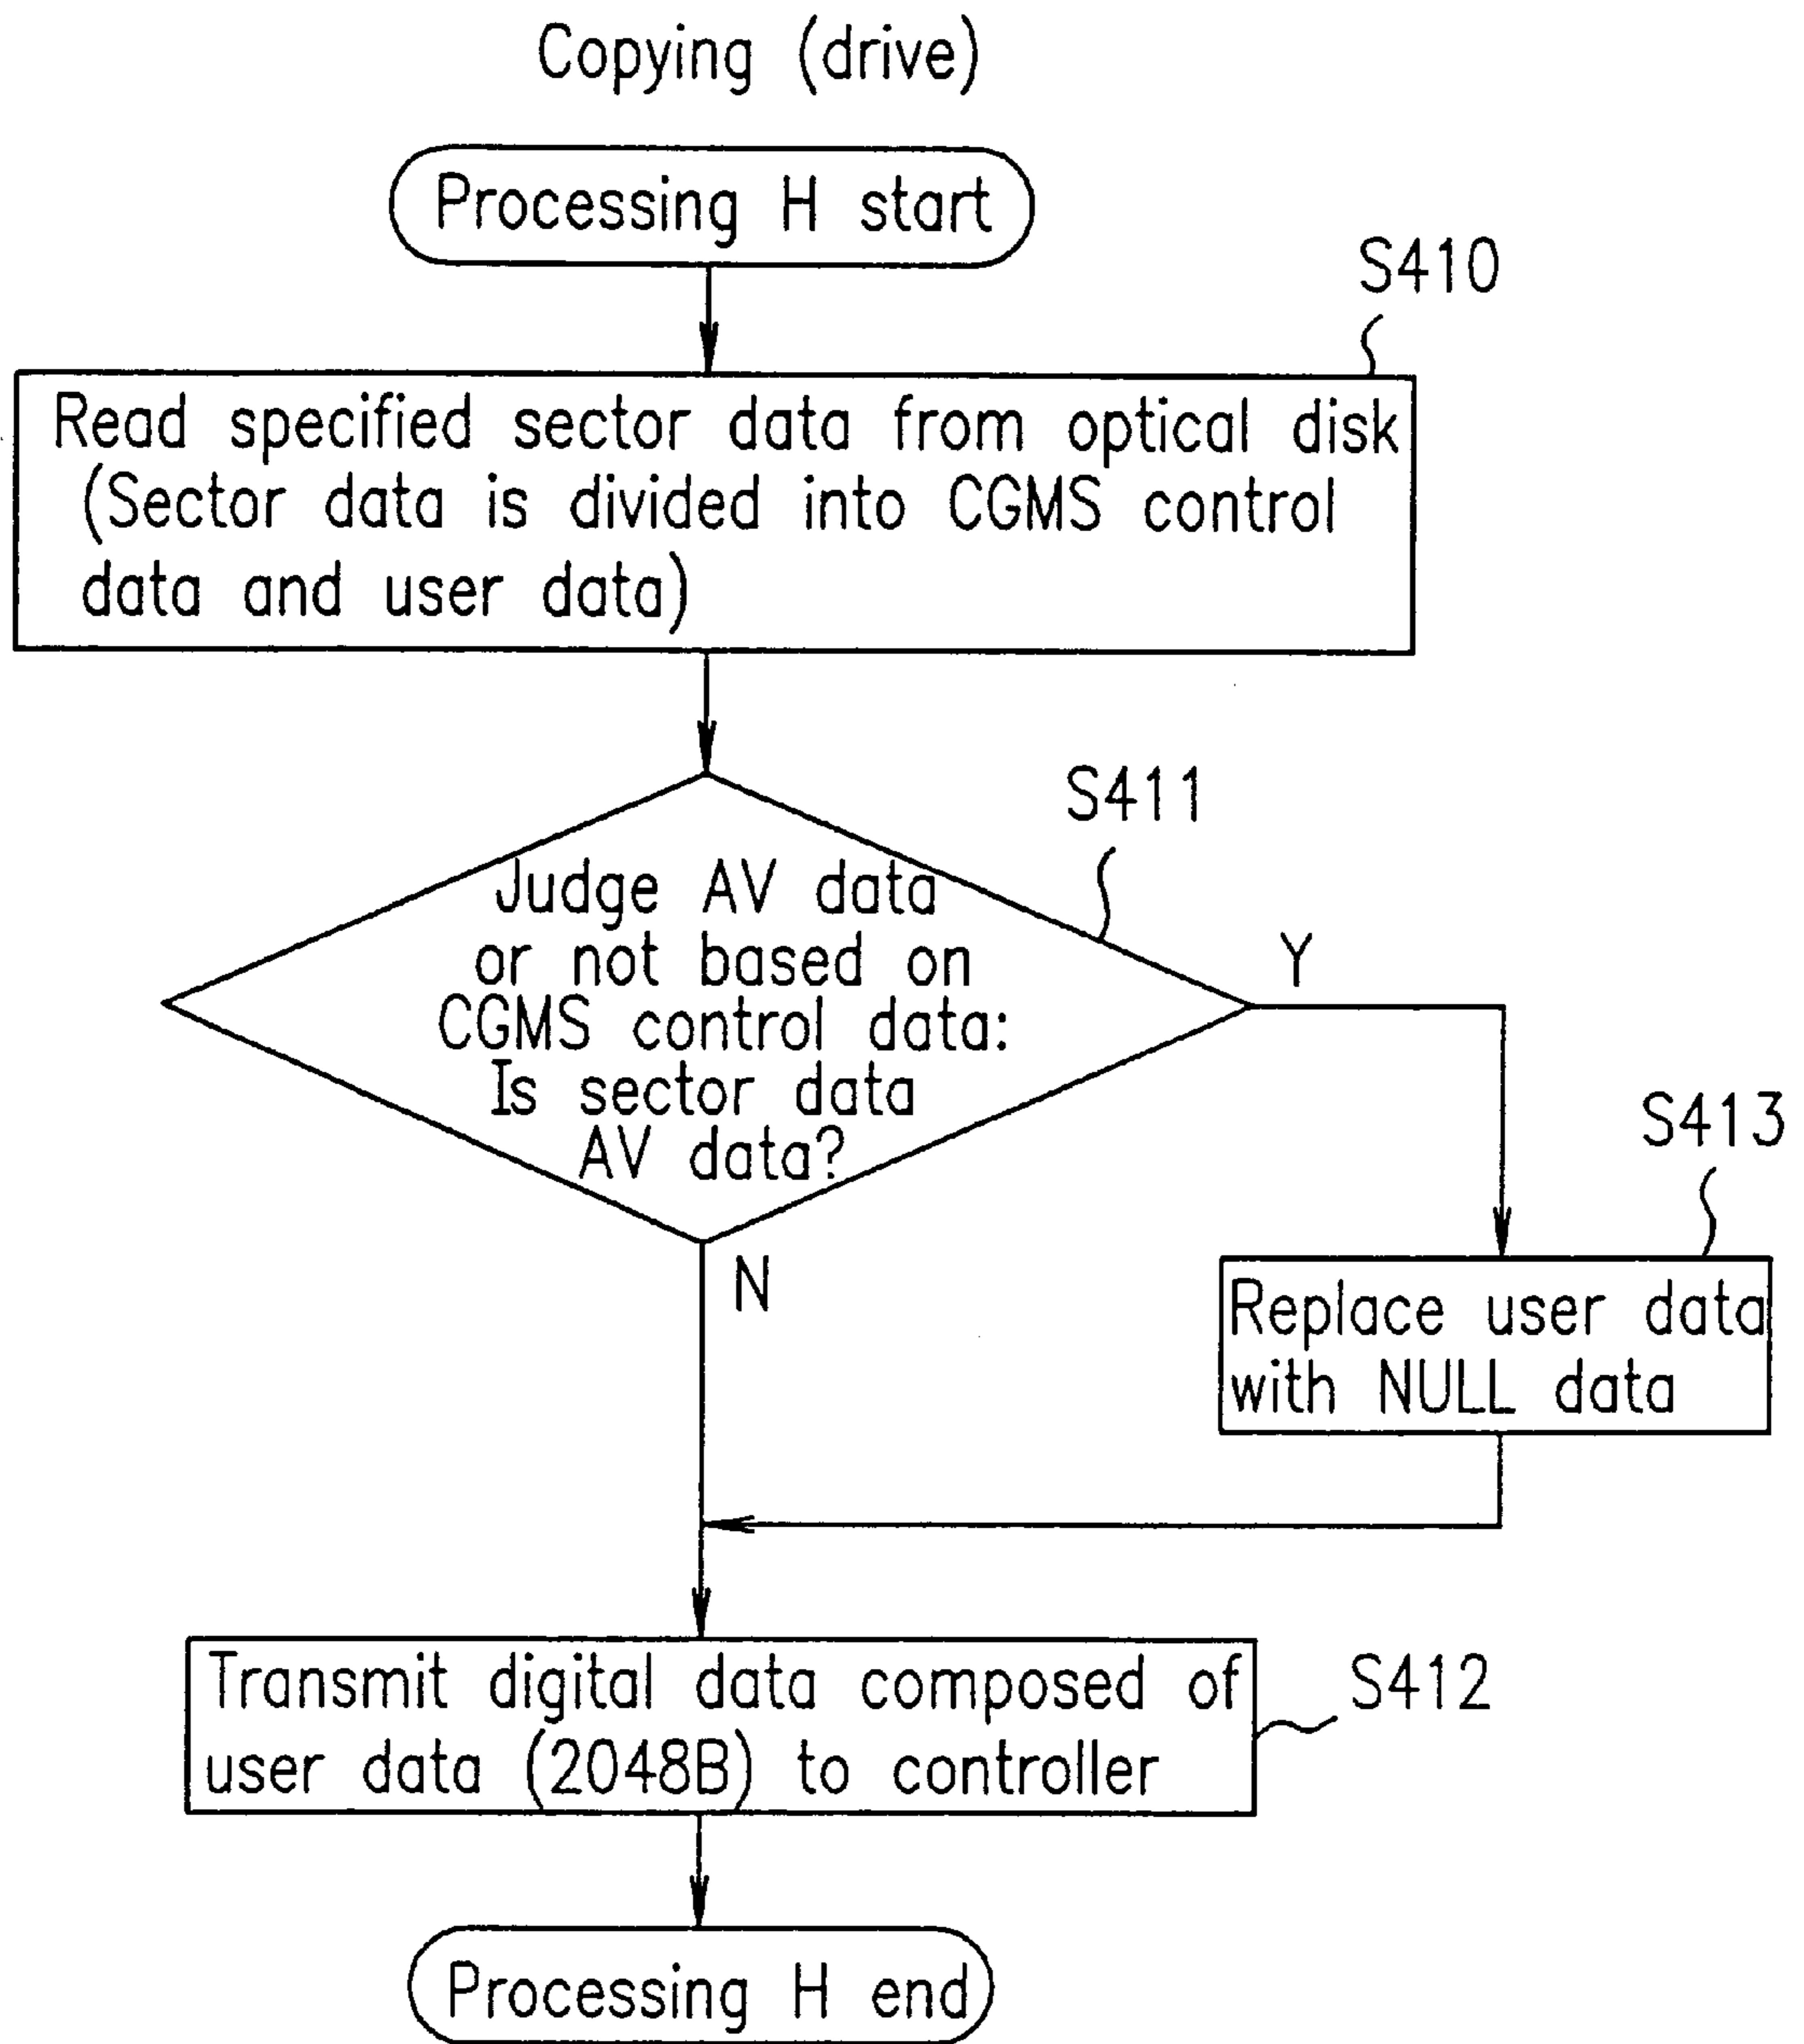 Copying (drive)
Processing H start
S410
Read specified sector data from optical disk
(Sector data is divided into CGMS control
data and user data)
S411
Judge AV data
or not based on
CGMS control data:
Is sector data
AV data?
Y
N
S413
Replace user data
with NULL data
Transmit digital data composed of
user data (2048B) to controller
S412
Processing H end